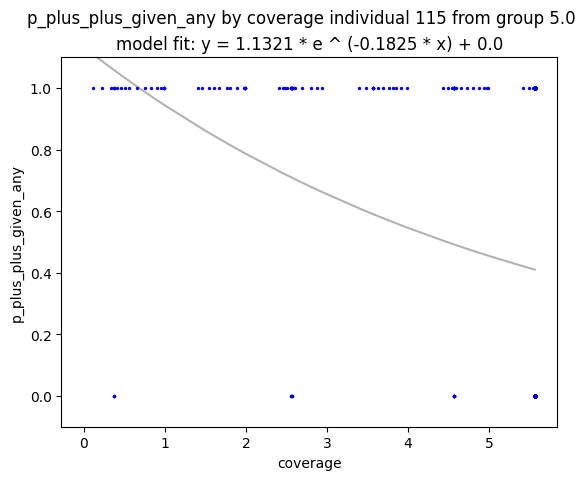 p_plus_plus_given_any by coverage individual 115 from group 5.0
model fit: y = 1.1321 * e ^ (-0.1825 * x) + 0.0
1.0
0.8
0.6
0.4
0.2
0.0
p_plus_plus_given_any
0 1 2 3 4 5
coverage